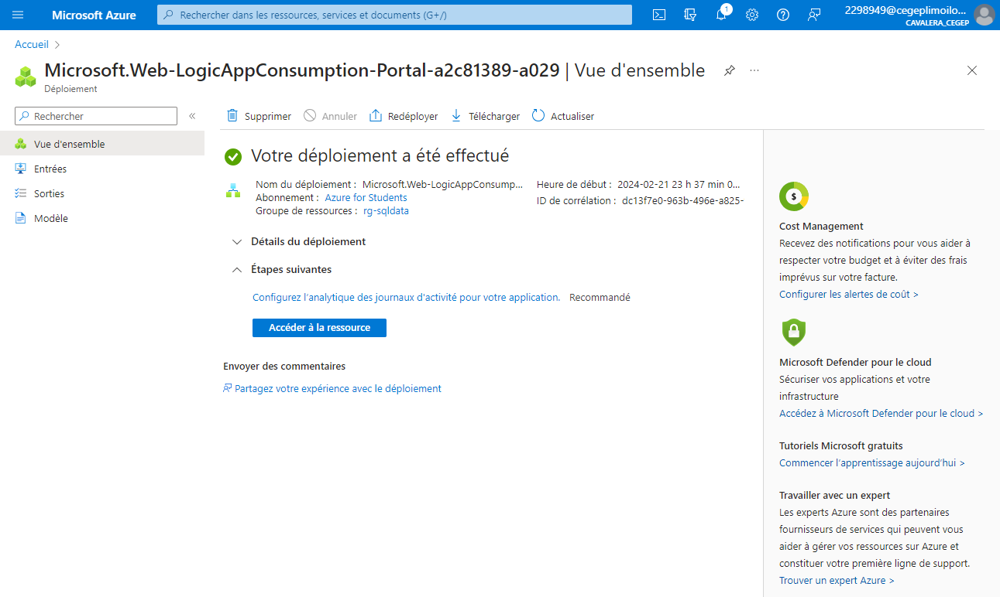 Microsoft Azure
Rechercher dans les ressources, services et documents (G+/)
1
2298949@cegeplimoilo...
CAVALERA_CEGEP
Accueil
Microsoft.Web-LogicAppConsumption-Portal-a2c81389-a029 | Vue d'ensemble
Déploiement
Rechercher
Vue d'ensemble
Entrées
Sorties
Modèle
Supprimer
Annuler
Redéployer
Télécharger
Actualiser
Votre déploiement a été effectué
Nom du déploiement : Microsoft.Web-LogicAppConsump...
Abonnement : Azure for Students
Groupe de ressources : rg-sqldata
Heure de début : 2024-02-21 23 h 37 min 0...
ID de corrélation : dc13f7e0-963b-496e-a825-
Détails du déploiement
Étapes suivantes
Configurez l'analytique des journaux d'activité pour votre application. Recommandé
Accéder à la ressource
Envoyer des commentaires
Partagez votre expérience avec le déploiement
$
Cost Management
Recevez des notifications pour vous aider à
respecter votre budget et à éviter des frais
imprévus sur votre facture.
Configurer les alertes de coût >
Microsoft Defender pour le cloud
Sécuriser vos applications et votre
infrastructure
Accédez à Microsoft Defender pour le cloud >
Tutoriels Microsoft gratuits
Commencer l'apprentissage aujourd'hui >
Travailler avec un expert
Les experts Azure sont des partenaires
fournisseurs de services qui peuvent vous
aider à gérer vos ressources sur Azure et
constituer votre première ligne de support.
Trouver un expert Azure >